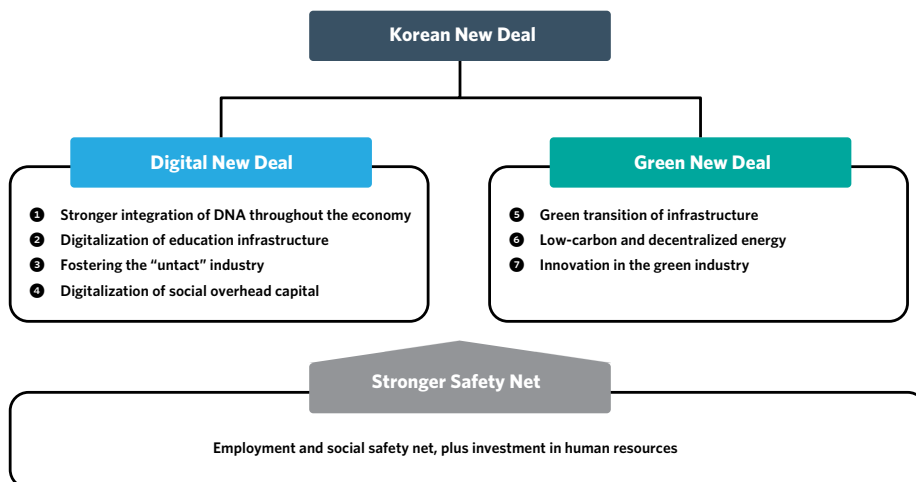 Korean New Deal
Digital New Deal
❶ Stronger integration of DNA throughout the economy
❷ Digitalization of education infrastructure
❸ Fostering the “untact” industry
❹ Digitalization of social overhead capital
Green New Deal
❺ Green transition of infrastructure
❻ Low-carbon and decentralized energy
❼ Innovation in the green industry
Stronger Safety Net
Employment and social safety net, plus investment in human resources